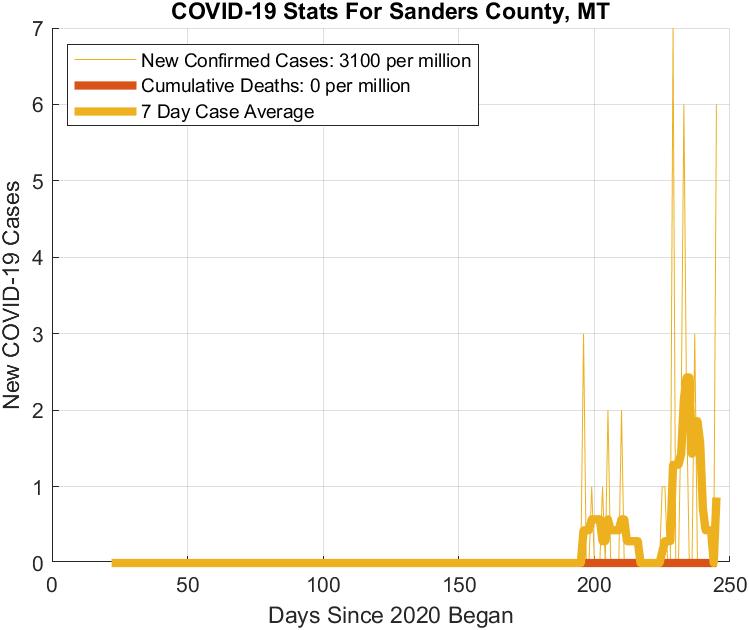 COVID-19 Stats For Sanders County, MT
New Confirmed Cases: 3100 per million
Cumulative Deaths: 0 per million
7 Day Case Average
New COVID-19 Cases
7
6
5
4
3
2
1
0
0 50 100 150 200 250
Days Since 2020 Began